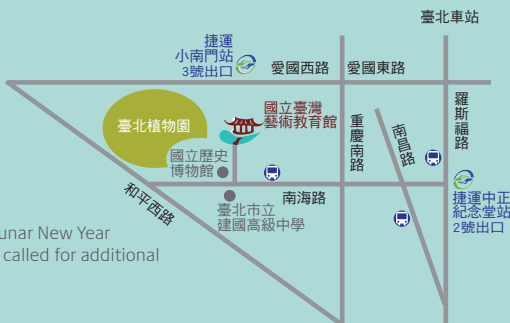 臺北車站
捷運
小南門站
3號出口
愛國西路
愛國東路
國立臺灣
藝術教育館
臺北植物園
國立歷史
博物館
重慶南路
南昌路
羅斯福路
和平西路
南海路
臺北市立
建國高級中學
捷運中正
紀念堂站
2號出口
unar New Year
called for additional